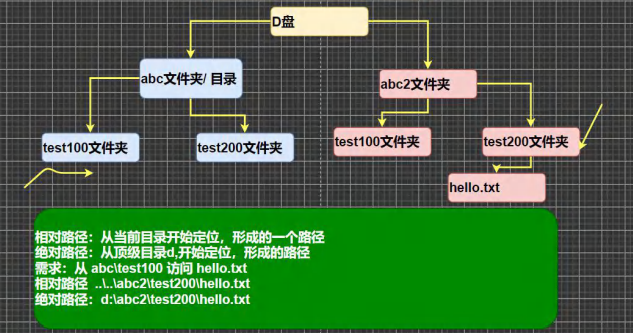 D盘
abc文件夹/ 目录
abc2文件夹
test100文件夹
test200文件夹
test100文件夹
test200文件夹
hello.txt
相对路径：从当前目录开始定位，形成的一个路径
绝对路径：从顶级目录d,开始定位，形成的路径
需求：从 abc\test100 访问 hello.txt
相对路径 ..\..\abc2\test200\hello.txt
绝对路径：d:\abc2\test200\hello.txt